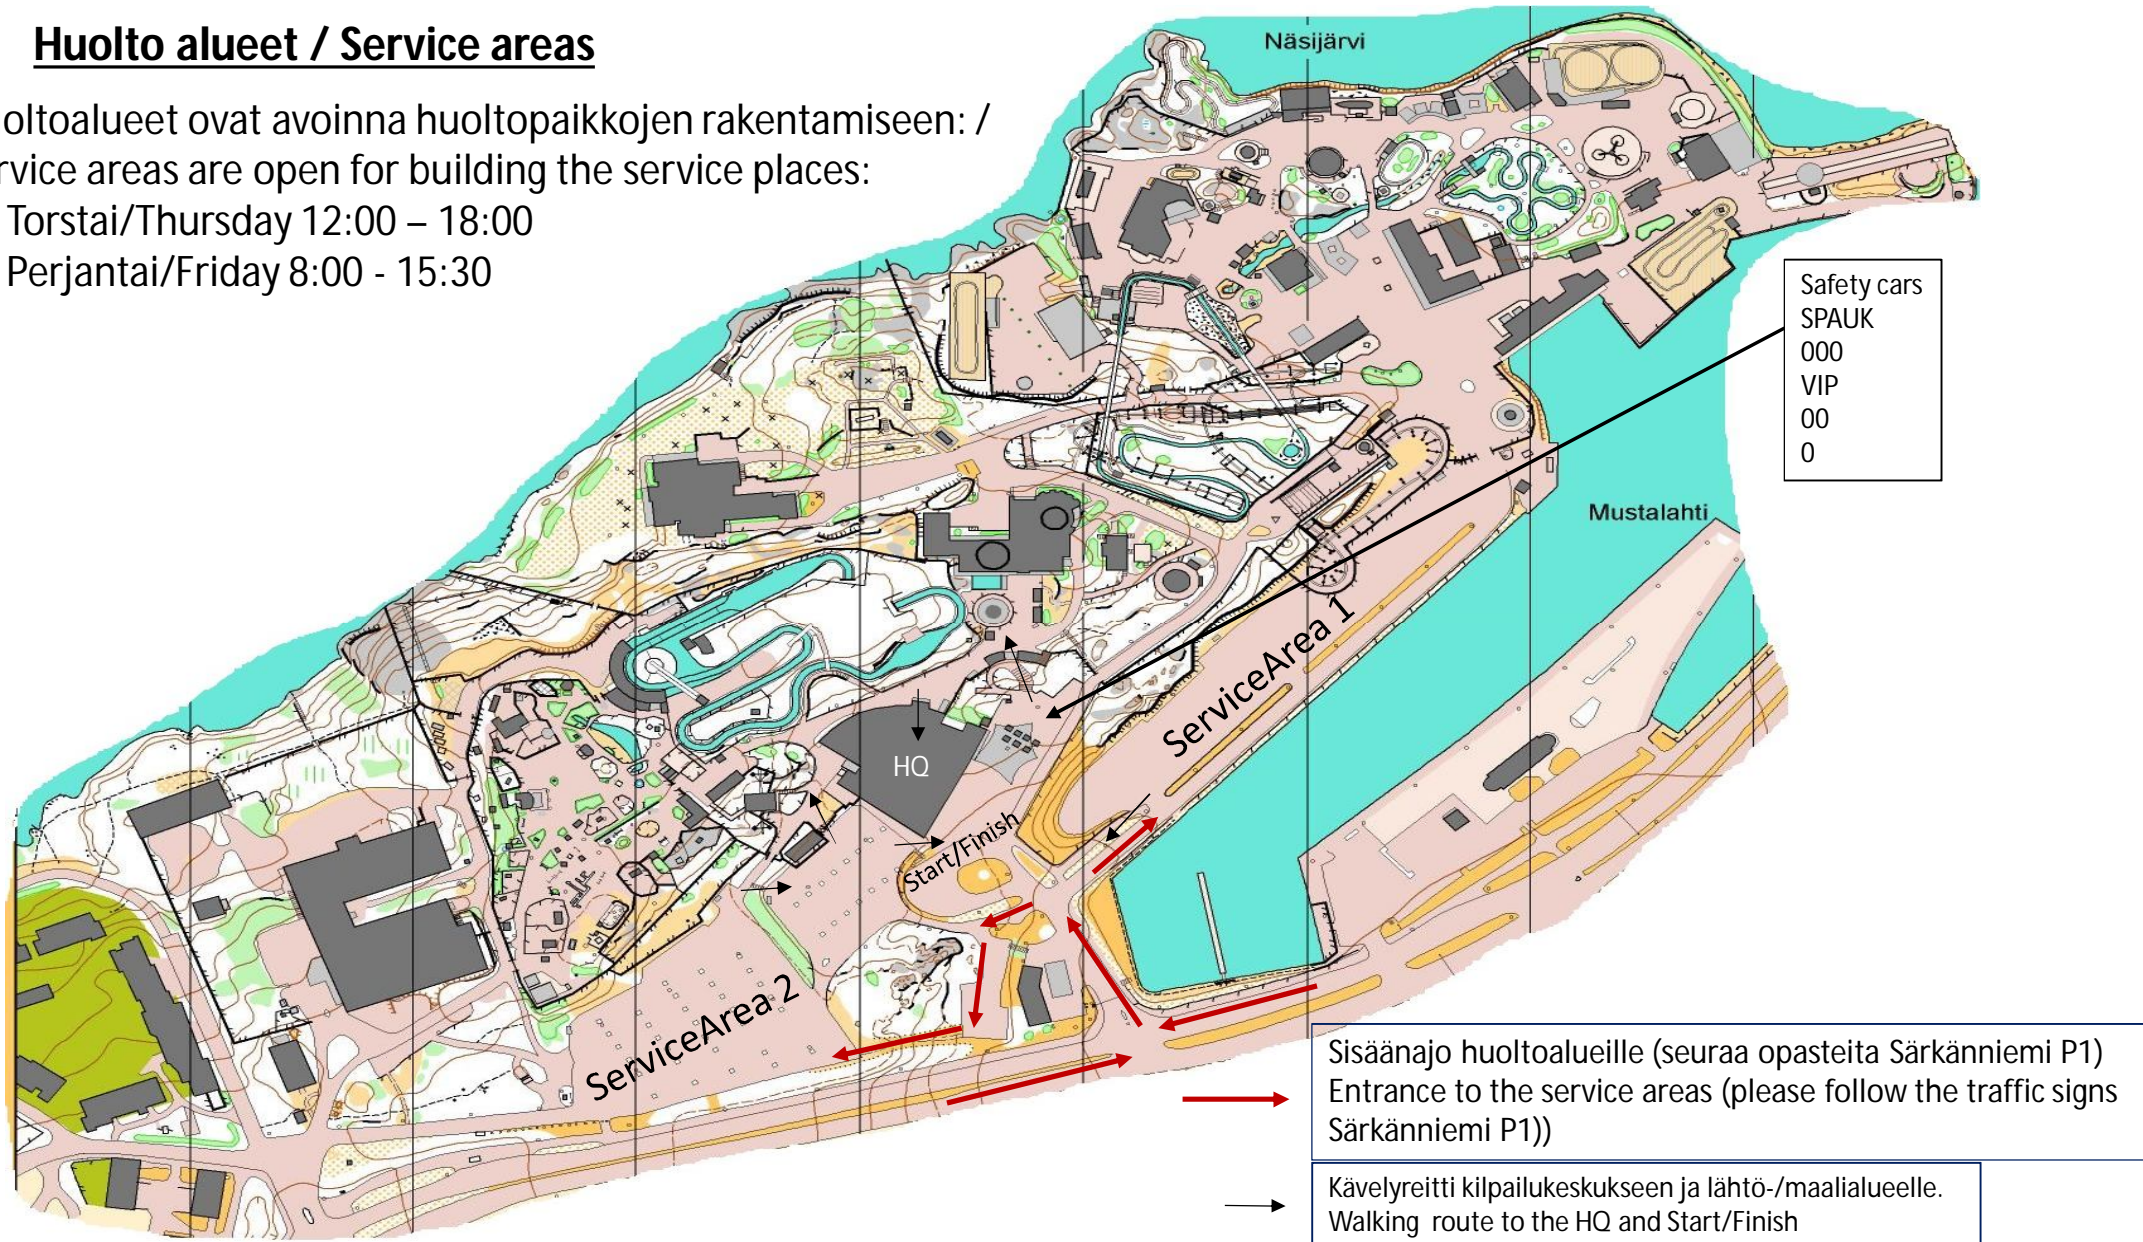 Huolto alueet / Service areas
oltoalueet ovat avoinna huoltopaikkojen rakentamiseen: /
rvice areas are open for building the service places:
Torstai/Thursday 12:00 – 18:00
Perjantai/Friday 8:00 - 15:30
Näsijärvi
Safety cars
SPAUK
000
VIP
00
0
Mustalahti
ServiceArea 1
HQ
Start/Finish
ServiceArea 2
Sisäänajo huoltoalueille (seuraa opasteita Särkänniemi P1)
Entrance to the service areas (please follow the traffic signs
Särkänniemi P1))
Kävelyreitti kilpailukeskukseen ja lähtö-/maalialueelle.
Walking route to the HQ and Start/Finish